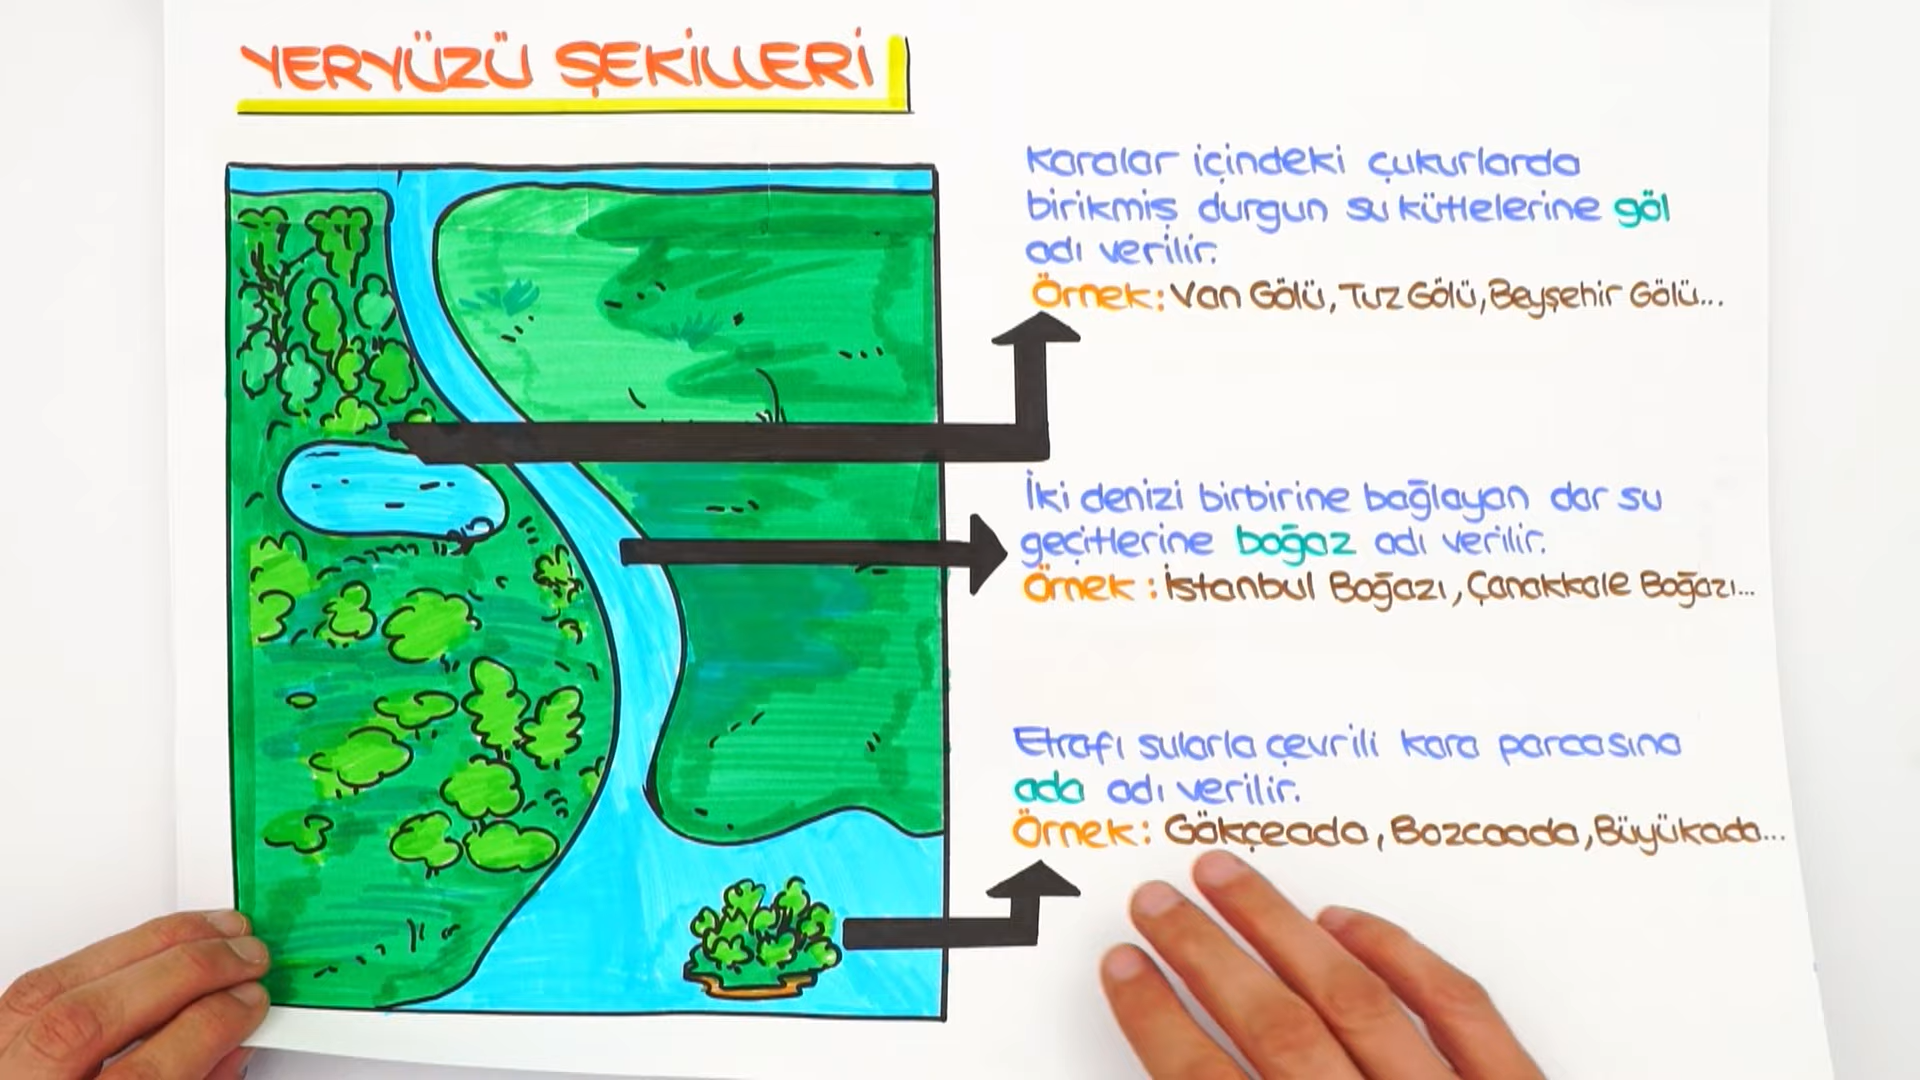 YERYÜZÜ ŞEKİLLERİ
Karalar içindeki çukurlarda
birikmiş durgun su kütlelerine göl
adı verilir.
Örnek: Van Gölü, Tuz Gölü, Beyşehir Gölü...
İki denizi birbirine bağlayan dar su
geçitlerine boğaz adı verilir.
Örnek : İstanbul Boğazı, Çanakkale Boğazı...
Etrafı sularla çevrili kara parcasına
ada adı verilir.
Örnek: Gökçeada, Bozcaada, Büyükada...